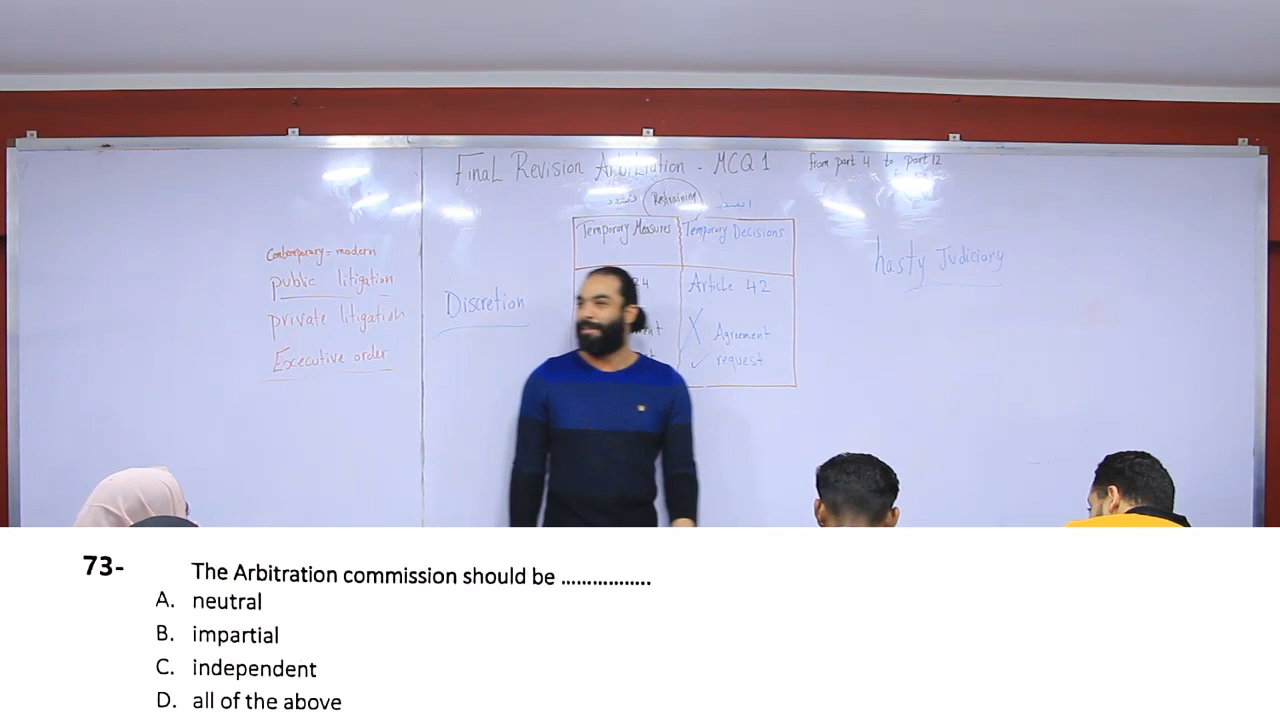 Final Revision Arbitration - MCQ 1 from part 4 to part 12
Restraining
Temporary Measures Temporary Decisions
Contemporary = modern
public litigation
private litigation
Executive order
Discretion
24
Article 42
Agreement
request
hasty Judiciary
73- The Arbitration commission should be .................
A. neutral
B. impartial
C. independent
D. all of the above